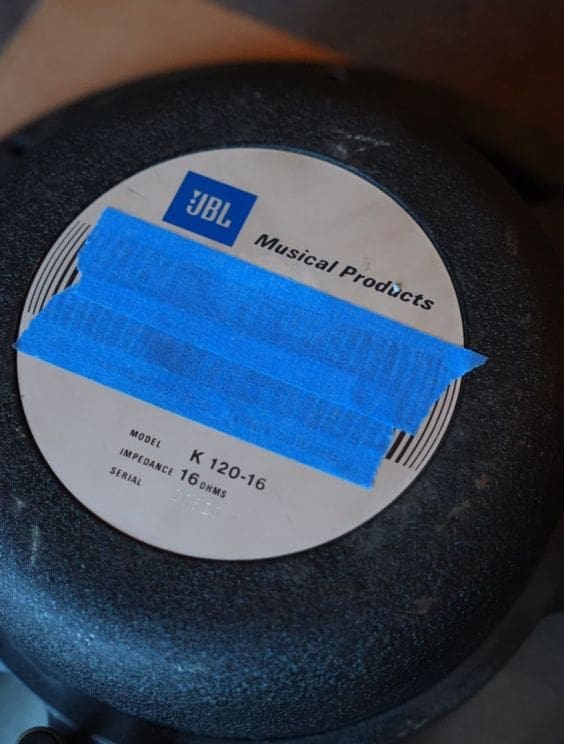 JBL
Musical Products
MODEL K 120-16
IMPEDANCE 16 OHMS
SERIAL